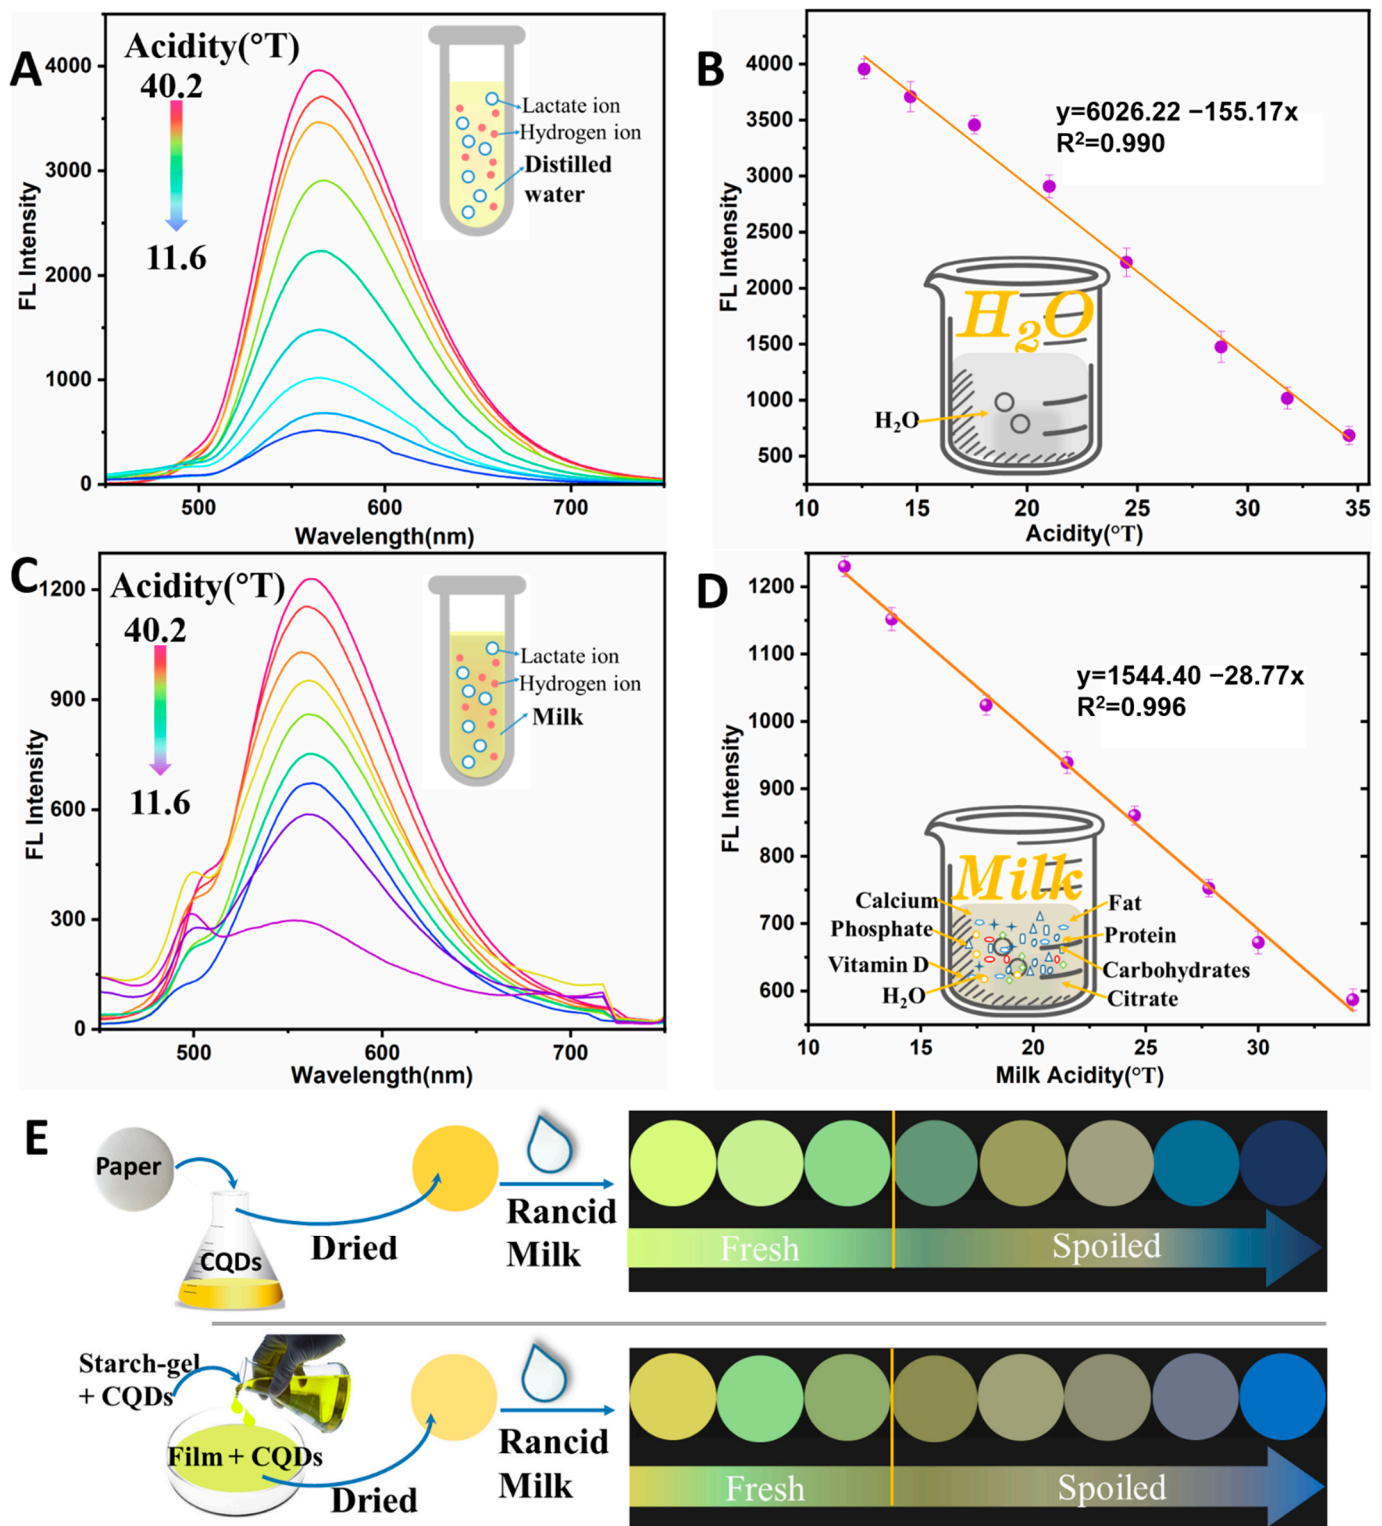 A
Acidity(°T)
40.2
11.6
Lactate ion
Hydrogen ion
Distilled
water
FL Intensity
4000
3000
2000
1000
0
500
600
700
Wavelength(nm)
B
FL Intensity
4000
3500
3000
2500
2000
1500
1000
500
y=6026.22 −155.17x
R²=0.990
H₂O
H₂O
10
15
20
25
30
35
Acidity(°T)
C
Acidity(°T)
40.2
11.6
Lactate ion
Hydrogen ion
Milk
FL Intensity
1200
900
600
300
0
500
600
700
Wavelength(nm)
D
FL Intensity
1200
1100
1000
900
800
700
600
y=1544.40 −28.77x
R²=0.996
Milk
Calcium
Phosphate
Vitamin D
H₂O
Fat
Protein
Carbohydrates
Citrate
10
15
20
25
30
Milk Acidity(°T)
E
Paper
CQDs
Dried
Rancid
Milk
Fresh
Spoiled
Starch-gel
+ CQDs
Film + CQDs
Dried
Rancid
Milk
Fresh
Spoiled